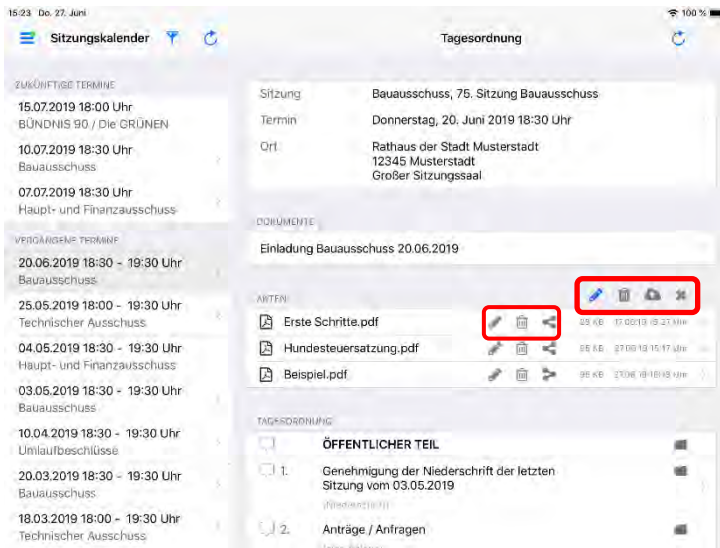 15:23 Do. 27. Juni
100 %
Sitzungskalender
Tagesordnung
ZUKÜNFTIGE TERMINE
15.07.2019 18:00 Uhr
BÜNDNIS 90 / Die GRÜNEN
10.07.2019 18:30 Uhr
Bauausschuss
07.07.2019 18:30 Uhr
Haupt- und Finanzausschuss
VERGANGENE TERMINE
20.06.2019 18:30 - 19:30 Uhr
Bauausschuss
25.05.2019 18:00 - 19:30 Uhr
Technischer Ausschuss
04.05.2019 18:30 - 19:30 Uhr
Haupt- und Finanzausschuss
03.05.2019 18:30 - 19:30 Uhr
Bauausschuss
10.04.2019 18:30 - 19:30 Uhr
Umlaufbeschlüsse
20.03.2019 18:30 - 19:30 Uhr
Bauausschuss
18.03.2019 18:00 - 19:30 Uhr
Technischer Ausschuss
Sitzung Bauausschuss, 75. Sitzung Bauausschuss
Termin Donnerstag, 20. Juni 2019 18:30 Uhr
Ort Rathaus der Stadt Musterstadt
12345 Musterstadt
Großer Sitzungssaal
DOKUMENTE
Einladung Bauausschuss 20.06.2019
AKTEN
Erste Schritte.pdf
Hundesteuersatzung.pdf
Beispiel.pdf
TAGESORDNUNG
ÖFFENTLICHER TEIL
1. Genehmigung der Niederschrift der letzten
Sitzung vom 03.05.2019
2. Anträge / Anfragen